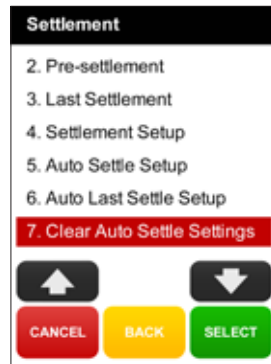 Settlement
2. Pre-settlement
3. Last Settlement
4. Settlement Setup
5. Auto Settle Setup
6. Auto Last Settle Setup
7. Clear Auto Settle Settings
CANCEL BACK SELECT